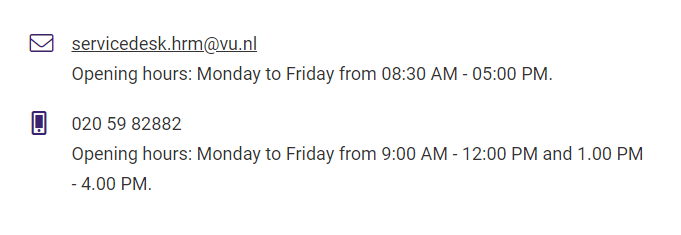 servicedesk.hrm@vu.nl
Opening hours: Monday to Friday from 08:30 AM - 05:00 PM.
020 59 82882
Opening hours: Monday to Friday from 9:00 AM - 12:00 PM and 1.00 PM
- 4.00 PM.